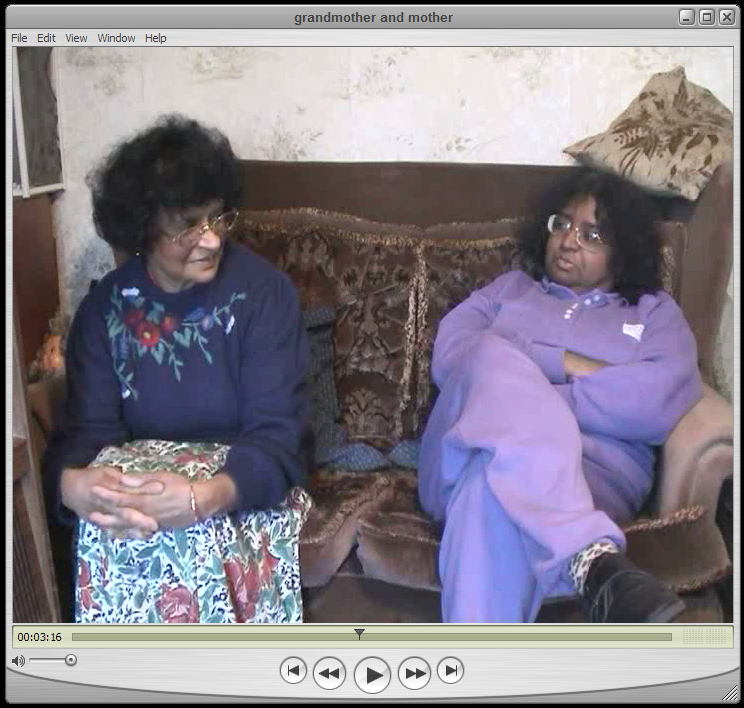 grandmother and mother
File Edit View Window Help
00:03:16